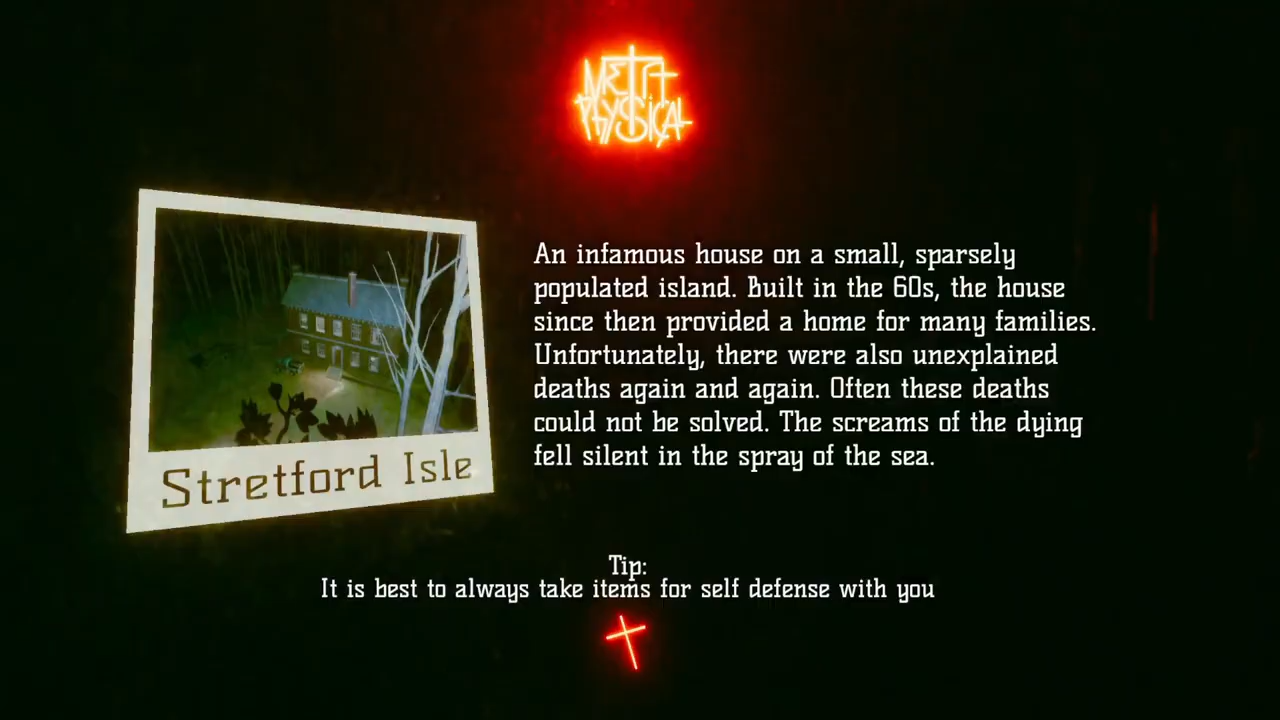 METAPHYSICAL
An infamous house on a small, sparsely
populated island. Built in the 60s, the house
since then provided a home for many families.
Unfortunately, there were also unexplained
deaths again and again. Often these deaths
could not be solved. The screams of the dying
fell silent in the spray of the sea.
Stretford Isle
Tip:
It is best to always take items for self defense with you